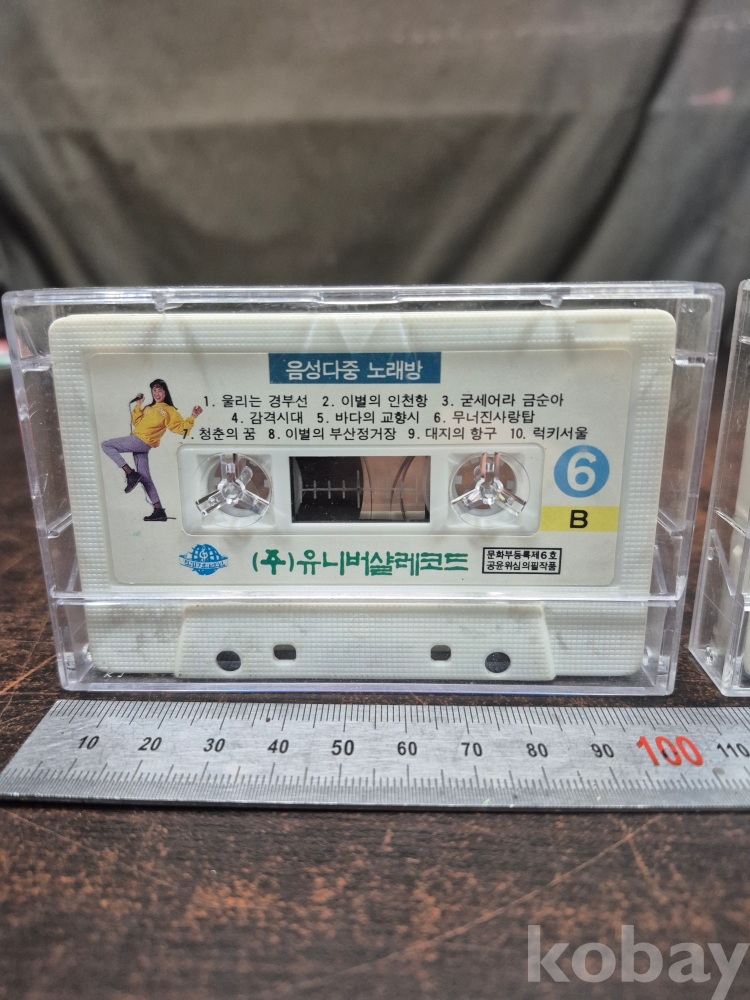 음성다중 노래방
1. 울리는 경부선 2. 이별의 인천항 3. 굳세어라 금순아
4. 감격시대 5. 바다의 교향시 6. 무너진사랑탑
7. 청춘의 꿈 8. 이별의 부산정거장 9. 대지의 항구 10. 럭키서울
6
B
(주)유니버샬레코드
문화부등록제6호
공윤위심의필작품
10 20 30 40 50 60 70 80 90 100 110
kobay